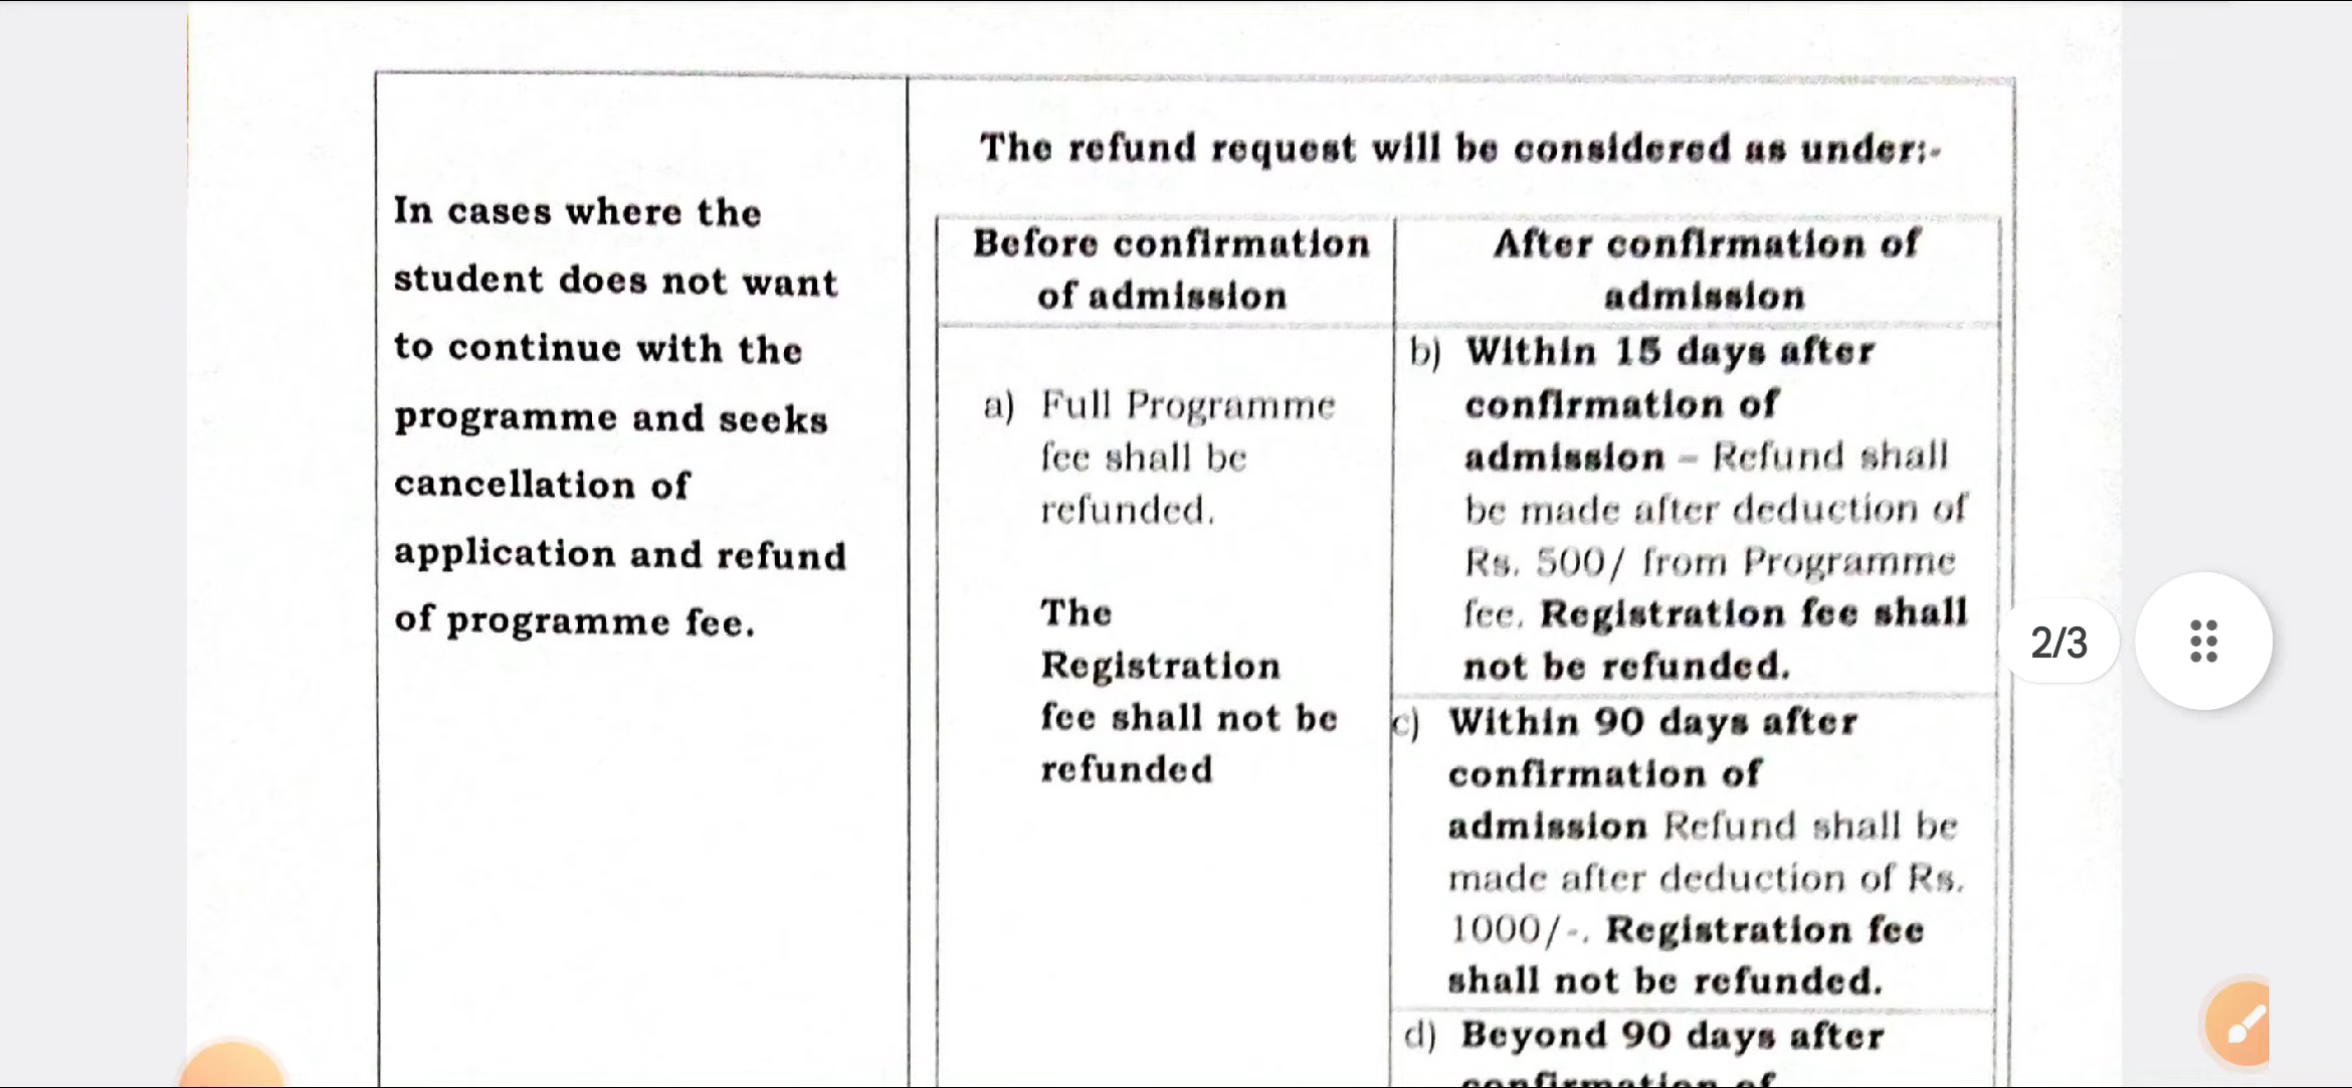 The refund request will be considered as under:-
In cases where the
student does not want
to continue with the
programme and seeks
cancellation of
application and refund
of programme fee.
Before confirmation
of admission
a) Full Programme
fee shall be
refunded.
The
Registration
fee shall not be
refunded
After confirmation of
admission
b) Within 15 days after
confirmation of
admission – Refund shall
be made after deduction of
Rs. 500/ from Programme
fee. Registration fee shall
not be refunded.
c) Within 90 days after
confirmation of
admission Refund shall be
made after deduction of Rs.
1000/-. Registration fee
shall not be refunded.
d) Beyond 90 days after
confirmation of
2/3